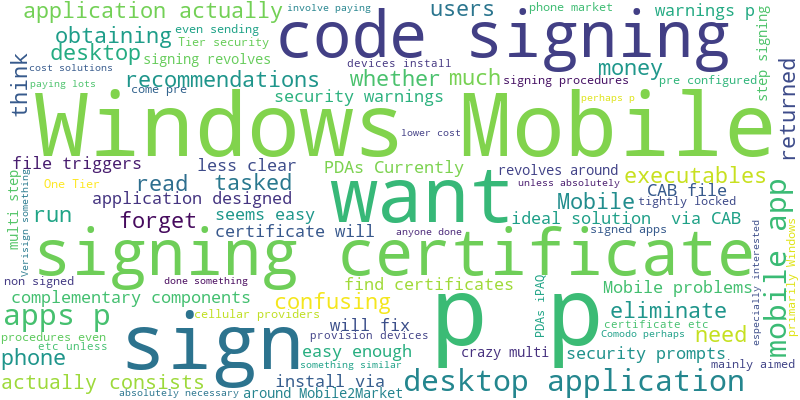 application actually
involve paying
users
phone market
warnings p
obtaining
even sending
Tier security
code signing
step signing
desktop
signing revolves
devices install
money
think
cost solutions
recommendations
whether
much
signing procedures
pre configured
returned
paying lots
come pre
security warnings
perhaps p
Windows Mobile
lower cost
file triggers
less clear
PDAs Currently
revolves around
executables
One Tier
read
tasked
want
unless absolutely
CAB file
multi step
Verisign something
application designed
Mobile
tightly locked
run
forget
seems easy
ideal solution
via CAB
mobile app
certificate will
signed apps
signing certificate
anyone done
especially interested
primarily Windows
non signed
done something
find certificates
Mobile problems
complementary components
confusing
PDAs iPAQ
apps p
cellular providers
sign
p p
eliminate
will fix
provision devices
certificate etc
procedures even
Comodo perhaps
need
etc unless
phone
easy enough
crazy multi
security prompts
something similar
mainly aimed
actually consists
install via
desktop application
absolutely necessary
around Mobile2Market